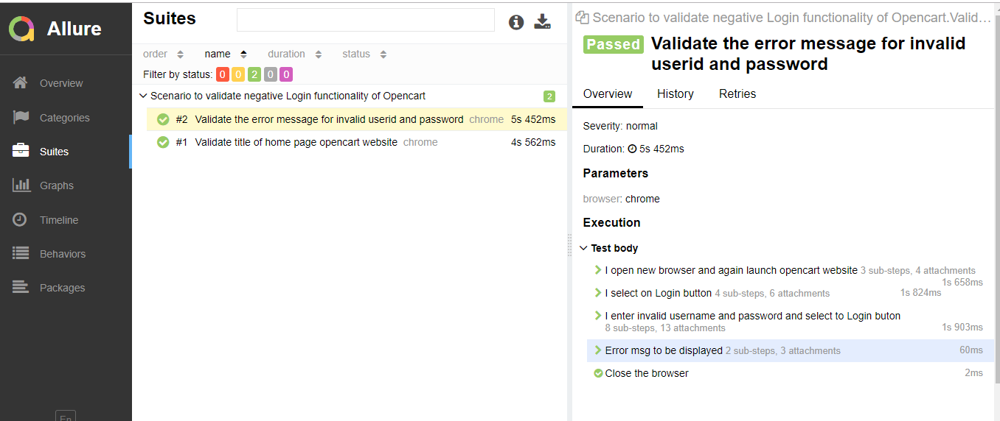 Allure
Overview
Categories
Suites
Graphs
Timeline
Behaviors
Packages
En
Suites
order name duration status
Filter by status: 0 0 2 0 0
Scenario to validate negative Login functionality of Opencart 2
#2 Validate the error message for invalid userid and password chrome 5s 452ms
#1 Validate title of home page opencart website chrome 4s 562ms
Scenario to validate negative Login functionality of Opencart.Valid…
Passed Validate the error message for invalid
userid and password
Overview History Retries
Severity: normal
Duration: 5s 452ms
Parameters
browser: chrome
Execution
Test body
I open new browser and again launch opencart website 3 sub-steps, 4 attachments
1s 658ms
I select on Login button 4 sub-steps, 6 attachments 1s 824ms
I enter invalid username and password and select to Login buton
8 sub-steps, 13 attachments 1s 903ms
Error msg to be displayed 2 sub-steps, 3 attachments 60ms
Close the browser 2ms